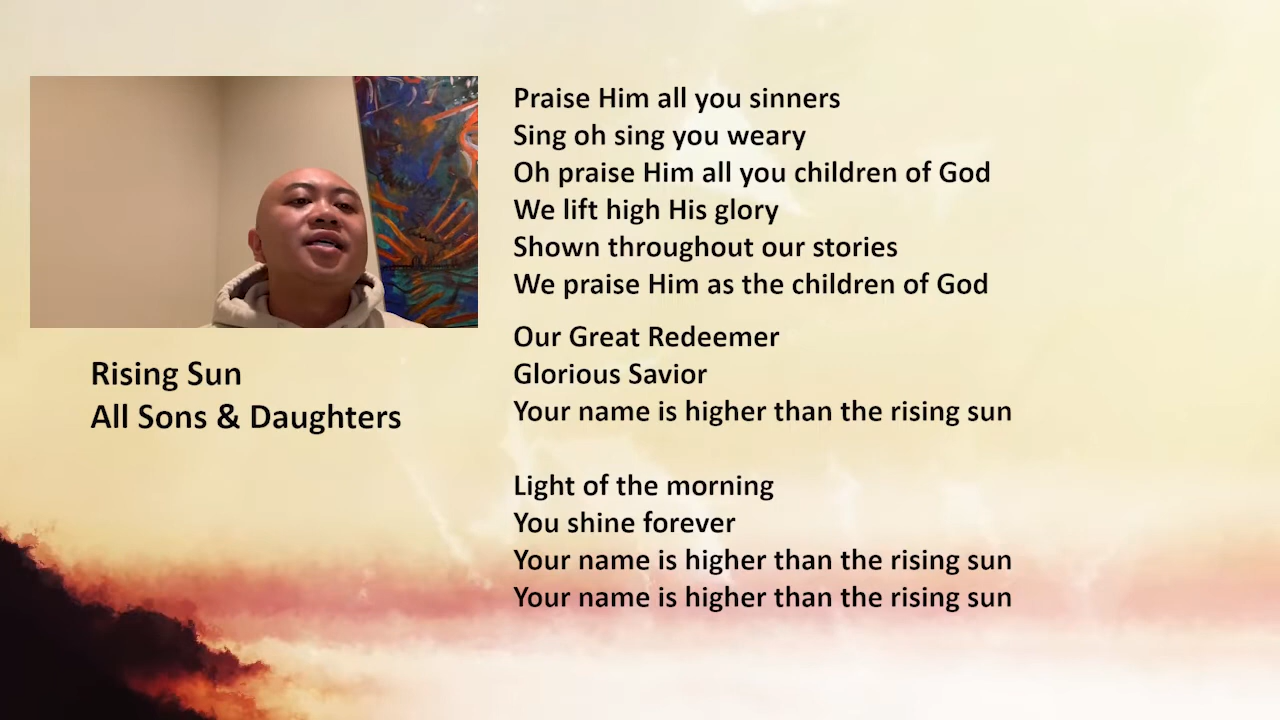 Praise Him all you sinners
Sing oh sing you weary
Oh praise Him all you children of God
We lift high His glory
Shown throughout our stories
We praise Him as the children of God
Our Great Redeemer
Glorious Savior
Your name is higher than the rising sun
Light of the morning
You shine forever
Your name is higher than the rising sun
Your name is higher than the rising sun
Rising Sun
All Sons & Daughters